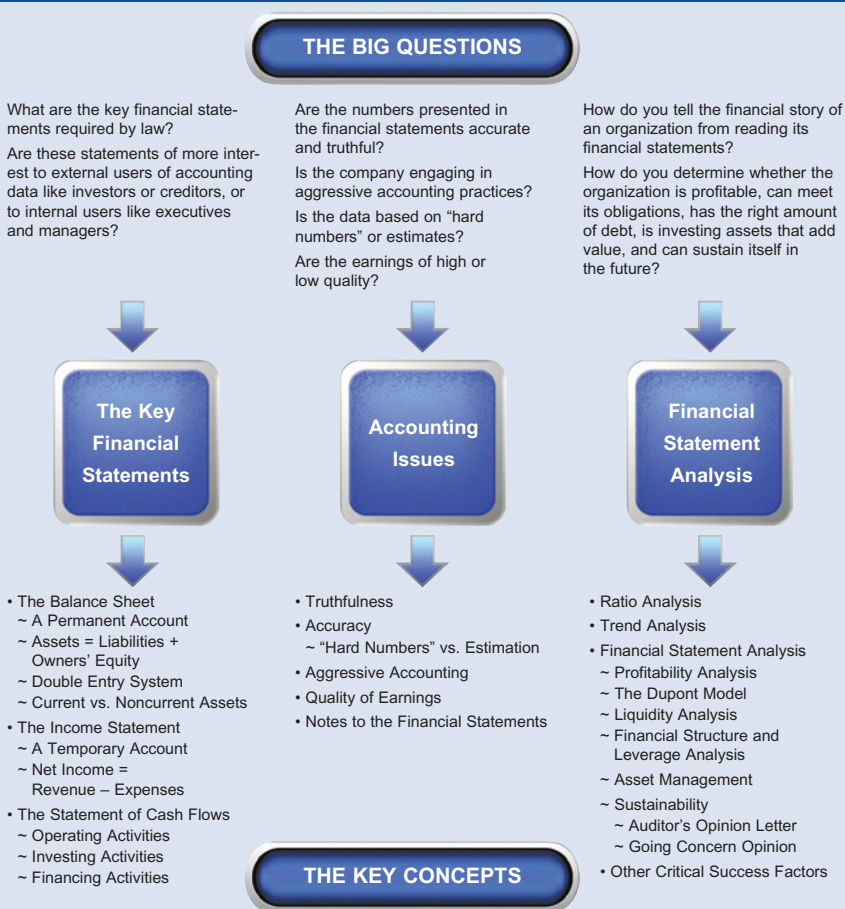 THE BIG QUESTIONS
What are the key financial state-
ments required by law?
Are these statements of more inter-
est to external users of accounting
data like investors or creditors, or
to internal users like executives
and managers?
Are the numbers presented in
the financial statements accurate
and truthful?
Is the company engaging in
aggressive accounting practices?
Is the data based on “hard
numbers” or estimates?
Are the earnings of high or
low quality?
How do you tell the financial story of
an organization from reading its
financial statements?
How do you determine whether the
organization is profitable, can meet
its obligations, has the right amount
of debt, is investing assets that add
value, and can sustain itself in
the future?
The Key
Financial
Statements
Accounting
Issues
Financial
Statement
Analysis
• The Balance Sheet
~ A Permanent Account
~ Assets = Liabilities +
Owners’ Equity
~ Double Entry System
~ Current vs. Noncurrent Assets
• The Income Statement
~ A Temporary Account
~ Net Income =
Revenue – Expenses
• The Statement of Cash Flows
~ Operating Activities
~ Investing Activities
~ Financing Activities
• Truthfulness
• Accuracy
~ “Hard Numbers” vs. Estimation
• Aggressive Accounting
• Quality of Earnings
• Notes to the Financial Statements
• Ratio Analysis
• Trend Analysis
• Financial Statement Analysis
~ Profitability Analysis
~ The Dupont Model
~ Liquidity Analysis
~ Financial Structure and
Leverage Analysis
~ Asset Management
~ Sustainability
~ Auditor’s Opinion Letter
~ Going Concern Opinion
• Other Critical Success Factors
THE KEY CONCEPTS